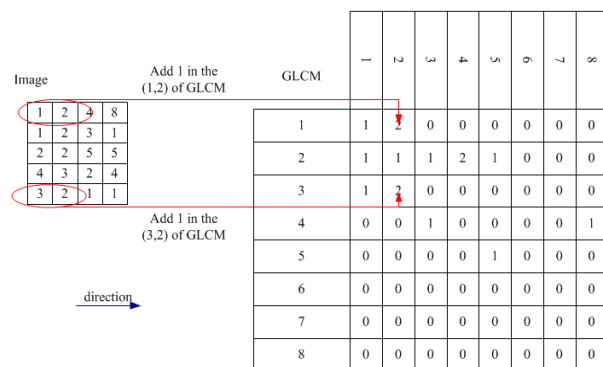 Image
1 2 4 8
1 2 3 1
2 2 5 5
4 3 2 4
3 2 1 1
Add 1 in the
(1,2) of GLCM
Add 1 in the
(3,2) of GLCM
direction
GLCM 1 2 3 4 5 6 7 8
1 1 2 0 0 0 0 0 0
2 1 1 1 2 1 0 0 0
3 1 2 0 0 0 0 0 0
4 0 0 1 0 0 0 0 1
5 0 0 0 0 1 0 0 0
6 0 0 0 0 0 0 0 0
7 0 0 0 0 0 0 0 0
8 0 0 0 0 0 0 0 0